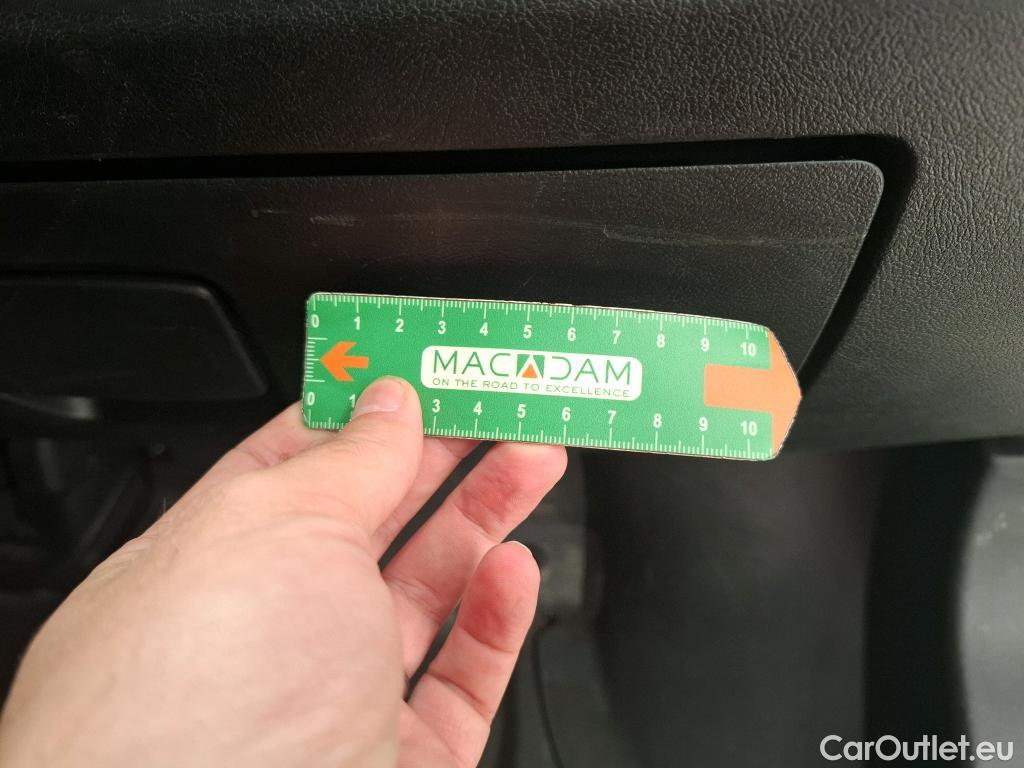 0 1 2 3 4 5 6 7 8 9 10
MACADAM
ON THE ROAD TO EXCELLENCE
0 1 3 4 5 6 7 8 9 10
CarOutlet.eu